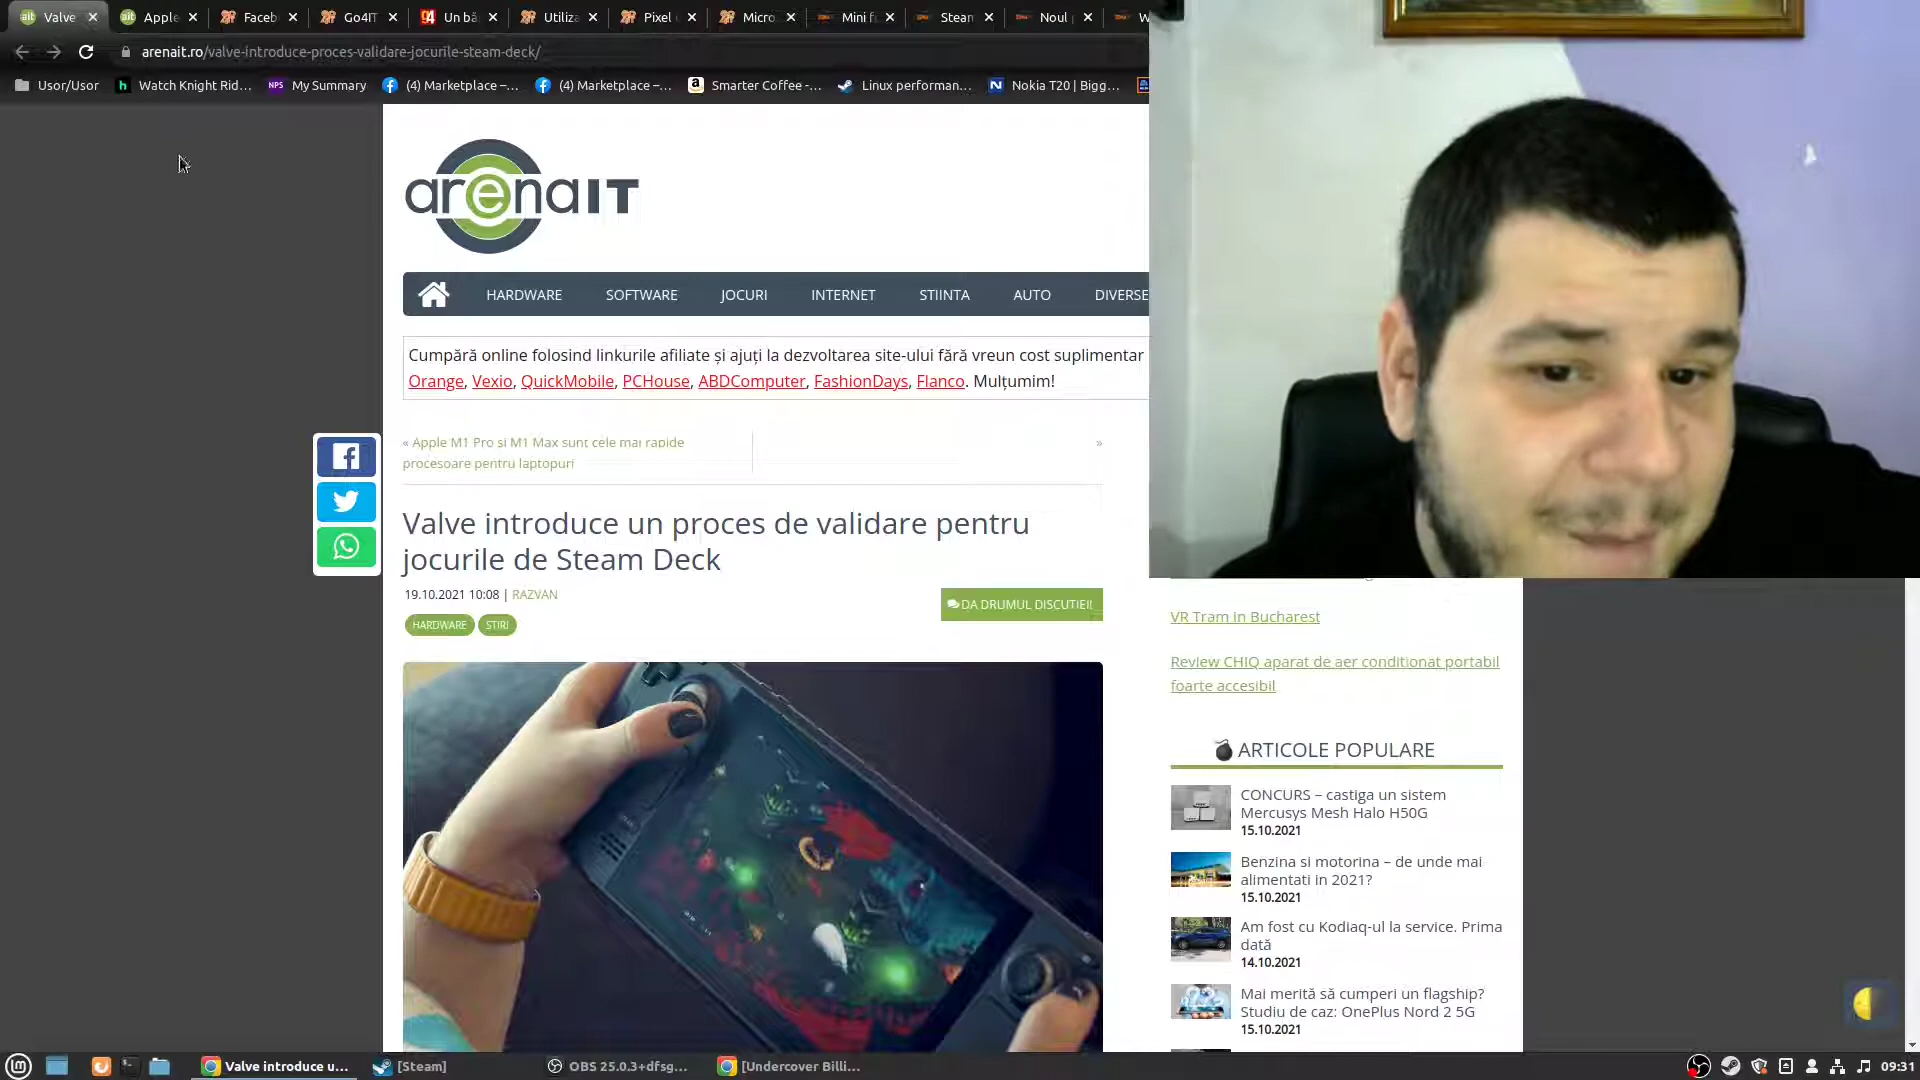 Valve
Apple
Faceb
Go4IT
Un bă
Utiliza
Pixel
Micro
Mini f
Steam
Noul
W
arenait.ro/valve-introduce-proces-validare-jocurile-steam-deck/
Usor/Usor
Watch Knight Rid...
NPS My Summary
(4) Marketplace –...
(4) Marketplace –...
Smarter Coffee -...
Linux performan...
Nokia T20 | Bigg...
arenaIT
HARDWARE SOFTWARE JOCURI INTERNET STIINTA AUTO DIVERSE
Cumpără online folosind linkurile afiliate și ajuți la dezvoltarea site-ului fără vreun cost suplimentar
Orange, Vexio, QuickMobile, PCHouse, ABDComputer, FashionDays, Flanco. Mulțumim!
« Apple M1 Pro si M1 Max sunt cele mai rapide
procesoare pentru laptopuri
»
Valve introduce un proces de validare pentru
jocurile de Steam Deck
19.10.2021 10:08 | RAZVAN
DA DRUMUL DISCUTIEI!
HARDWARE STIRI
VR Tram in Bucharest
Review CHIQ aparat de aer conditionat portabil
foarte accesibil
ARTICOLE POPULARE
CONCURS – castiga un sistem
Mercusys Mesh Halo H50G
15.10.2021
Benzina si motorina – de unde mai
alimentati in 2021?
15.10.2021
Am fost cu Kodiaq-ul la service. Prima
dată
14.10.2021
Mai merită să cumperi un flagship?
Studiu de caz: OnePlus Nord 2 5G
15.10.2021
Valve introduce u...
[Steam]
OBS 25.0.3+dfsg...
[Undercover Billi...
09:31